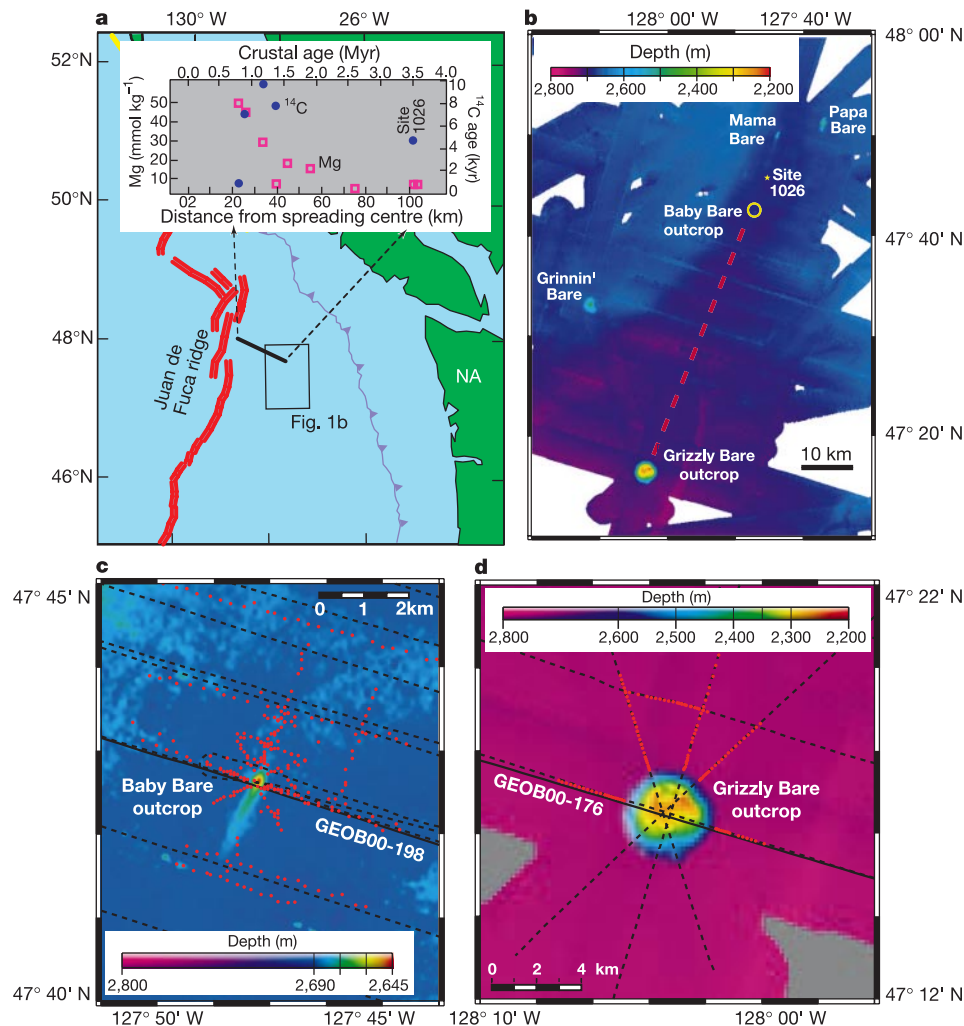 a
130° W
26° W
52° N
50° N
48° N
46° N
Crustal age (Myr)
0.0
0.5
1.0
1.5
2.0
2.5
3.0
3.5
4.0
Mg (mmol kg⁻¹)
50
40
30
20
10
¹⁴C
Mg
Site
1026
10
8
6
4
2
0
¹⁴C age (kyr)
02
20
40
60
80
100
Distance from spreading centre (km)
Juan de
Fuca ridge
Fig. 1b
NA
b
128° 00' W
127° 40' W
48° 00' N
47° 40' N
47° 20' N
Depth (m)
2,800
2,600
2,400
2,200
Mama
Bare
Papa
Bare
Site
1026
Baby Bare
outcrop
Grinnin'
Bare
Grizzly Bare
outcrop
10 km
c
47° 45' N
47° 40' N
0 1 2km
Baby Bare
outcrop
GEOB00-198
Depth (m)
2,800
2,690
2,645
127° 50' W
127° 45' W
d
47° 22' N
47° 12' N
Depth (m)
2,800
2,600
2,500
2,400
2,300
2,200
GEOB00-176
Grizzly Bare
outcrop
0 2 4 km
128° 10' W
128° 00' W